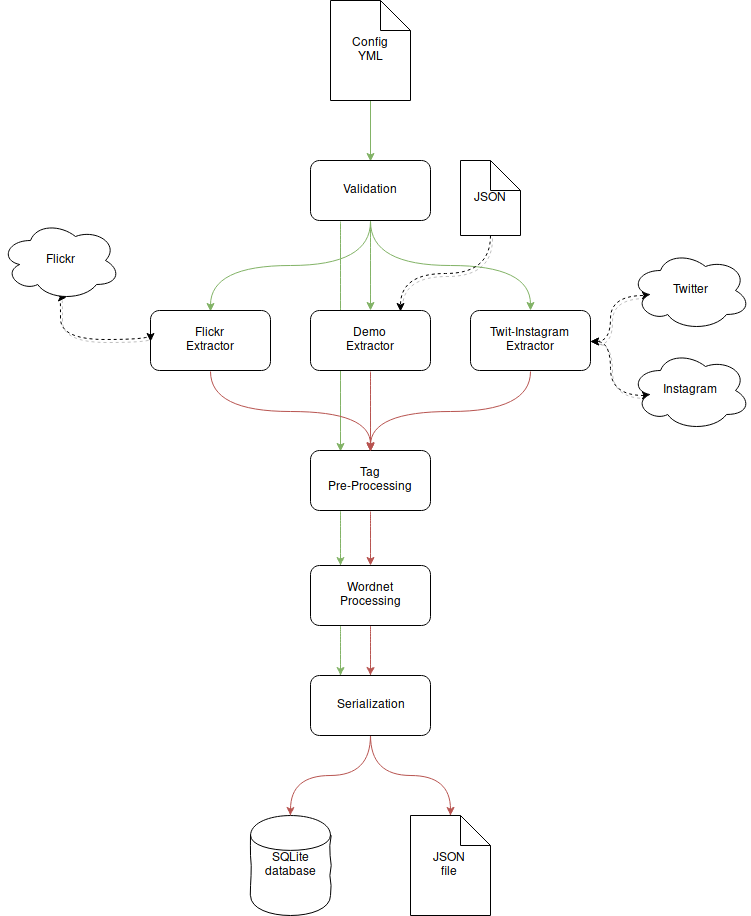 Config
YML
Validation
JSON
Flickr
Twitter
Flickr
Extractor
Demo
Extractor
Twit-Instagram
Extractor
Instagram
Tag
Pre-Processing
Wordnet
Processing
Serialization
SQLite
database
JSON
file